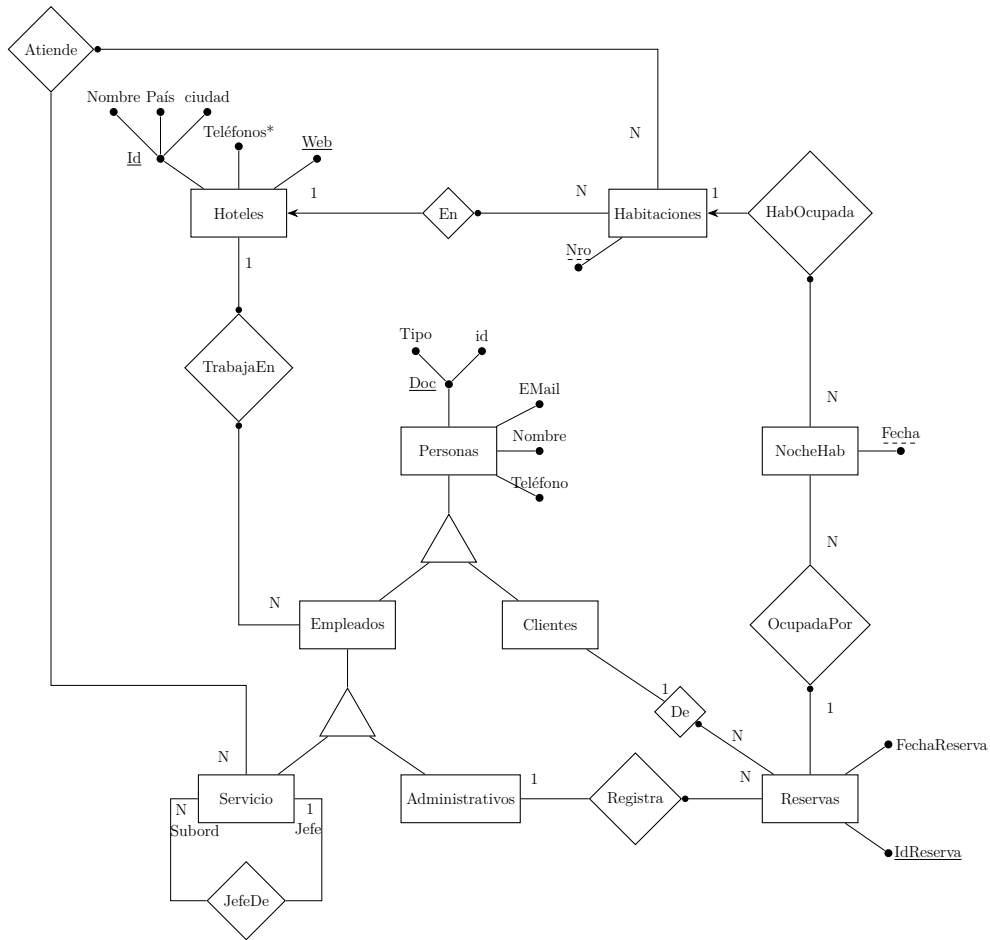 Atiende
Nombre País ciudad
Teléfonos*
Id
Web
N
1
N
1
Hoteles
En
Habitaciones
HabOcupada
Nro
1
Tipo
id
TrabajaEn
Doc
EMail
N
Personas
Nombre
NocheHab
Fecha
Teléfono
N
N
Empleados
Clientes
OcupadaPor
1
De
1
N
N
FechaReserva
N
1
Servicio
Administrativos
Registra
Reservas
N
1
Subord
Jefe
IdReserva
JefeDe